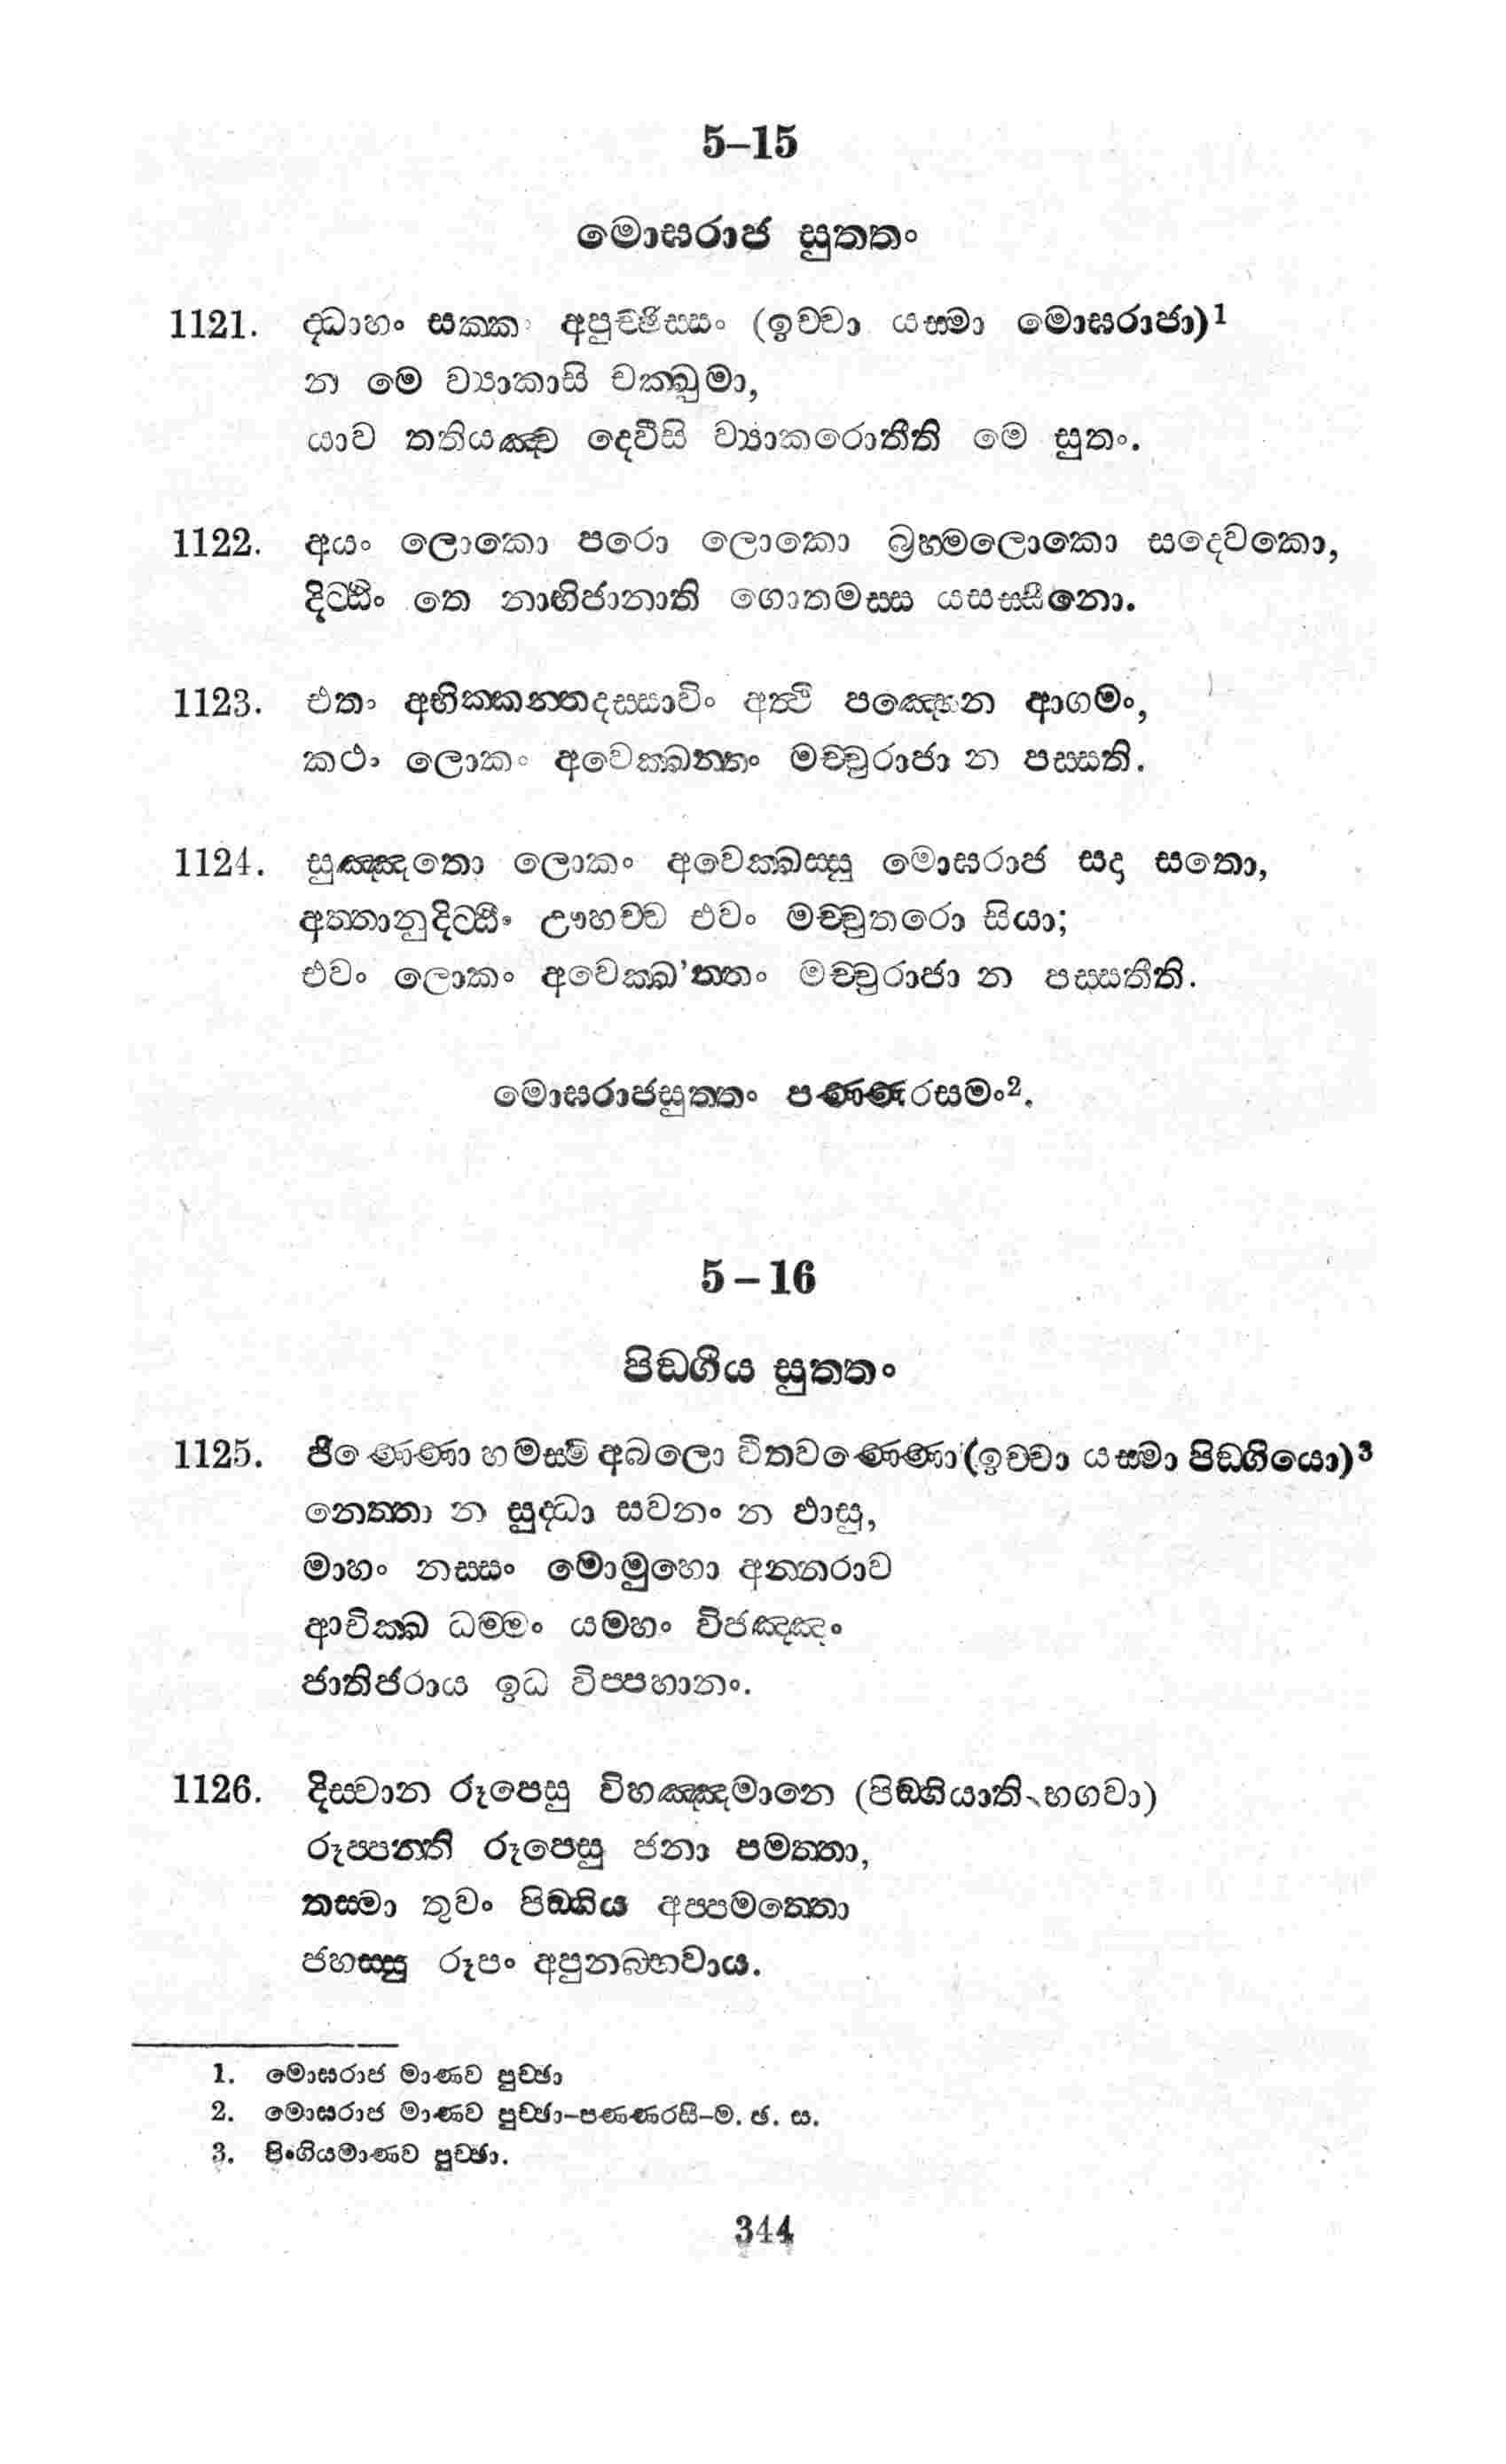 5–15
මොඝරාජ සුත්තං
1121. ද්වාහං සක්කං අපුච්ඡිස්සං (ඉච්චා යස්මා මොඝරාජා)¹
න මෙ ව්‍යාකාසි චක්ඛුමා,
යාව තතියඤ්ච දෙවීසි ව්‍යාකරොතීති මෙ සුතං.
1122. අයං ලොකො පරො ලොකො බ්‍රහ්මලොකො සදෙවකො,
දිට්ඨිං තෙ නාභිජානාති ගොතමස්ස යසස්සිනො.
1123. එතං අභික්කන්තදස්සාවිං අත්ථි පඤ්හෙන ආගමං,
කථං ලොකං අවෙක්ඛන්තං මච්චුරාජා න පස්සති.
1124. සුඤ්ඤතො ලොකං අවෙක්ඛස්සු මොඝරාජ සදා සතො,
අත්තානුදිට්ඨිං ඌහච්ච එවං මච්චුතරො සියා;
එවං ලොකං අවෙක්ඛ'න්තං මච්චුරාජා න පස්සතීති.
මොඝරාජසුත්තං පණ්ණරසමං².
5–16
පිඞ්ගිය සුත්තං
1125. ජිණ්ණො හමස්මි අබලො වීතවණ්ණො (ඉච්චා යස්මා පිඞ්ගියො)³
නෙත්තා න සුද්ධා සවනං න ඵාසු,
මාහං නස්සං මොමුහො අන්තරාව
ආචික්ඛ ධම්මං යමහං විජඤ්ඤං
ජාතිජරාය ඉධ විප්පහානං.
1126. දිස්වාන රූපෙසු විහඤ්ඤමානෙ (පිඞ්ගියාති භගවා)
රුප්පන්ති රූපෙසු ජනා පමත්තා,
තස්මා තුවං පිඞ්ගිය අප්පමත්තො
ජහස්සු රූපං අපුනබ්භවාය.
1. මොඝරාජ මාණව පුච්ඡා
2. මොඝරාජ මාණව පුච්ඡා–පණ්ණරසී–ම. ඡ. ස.
3. පිංගියමාණව පුච්ඡා.
344